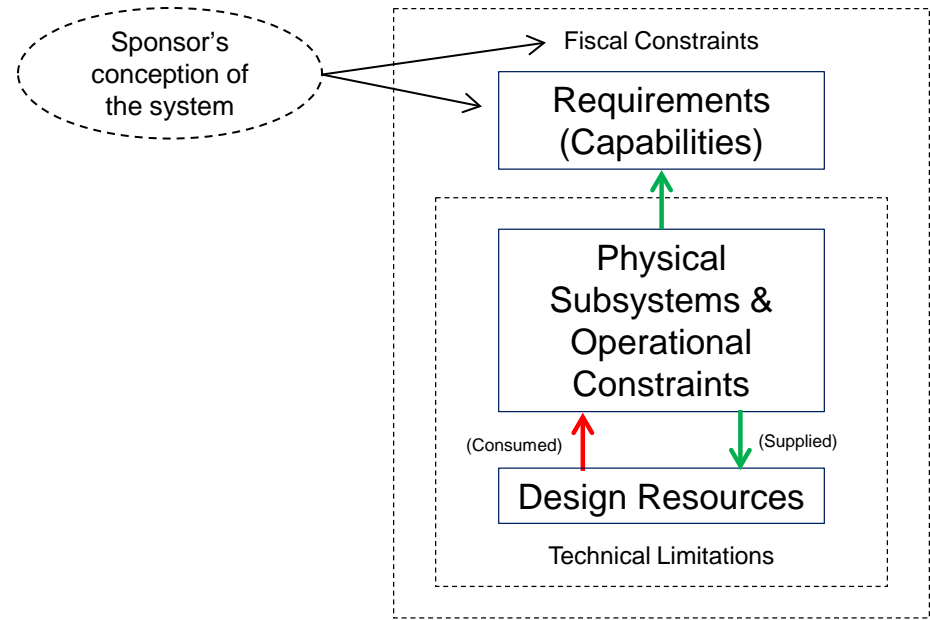 Sponsor’s
conception of
the system
Fiscal Constraints
Requirements
(Capabilities)
Physical
Subsystems &
Operational
Constraints
(Consumed)
(Supplied)
Design Resources
Technical Limitations